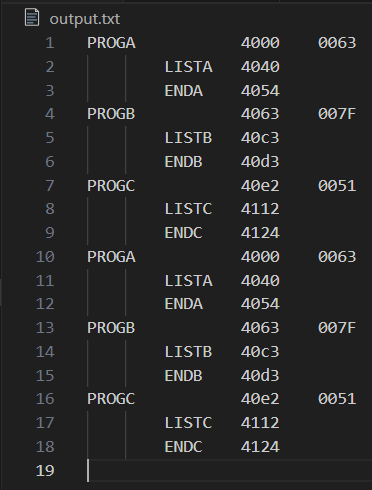 output.txt
1 PROGA 4000 0063
2 LISTA 4040
3 ENDA 4054
4 PROGB 4063 007F
5 LISTB 40c3
6 ENDB 40d3
7 PROGC 40e2 0051
8 LISTC 4112
9 ENDC 4124
10 PROGA 4000 0063
11 LISTA 4040
12 ENDA 4054
13 PROGB 4063 007F
14 LISTB 40c3
15 ENDB 40d3
16 PROGC 40e2 0051
17 LISTC 4112
18 ENDC 4124
19